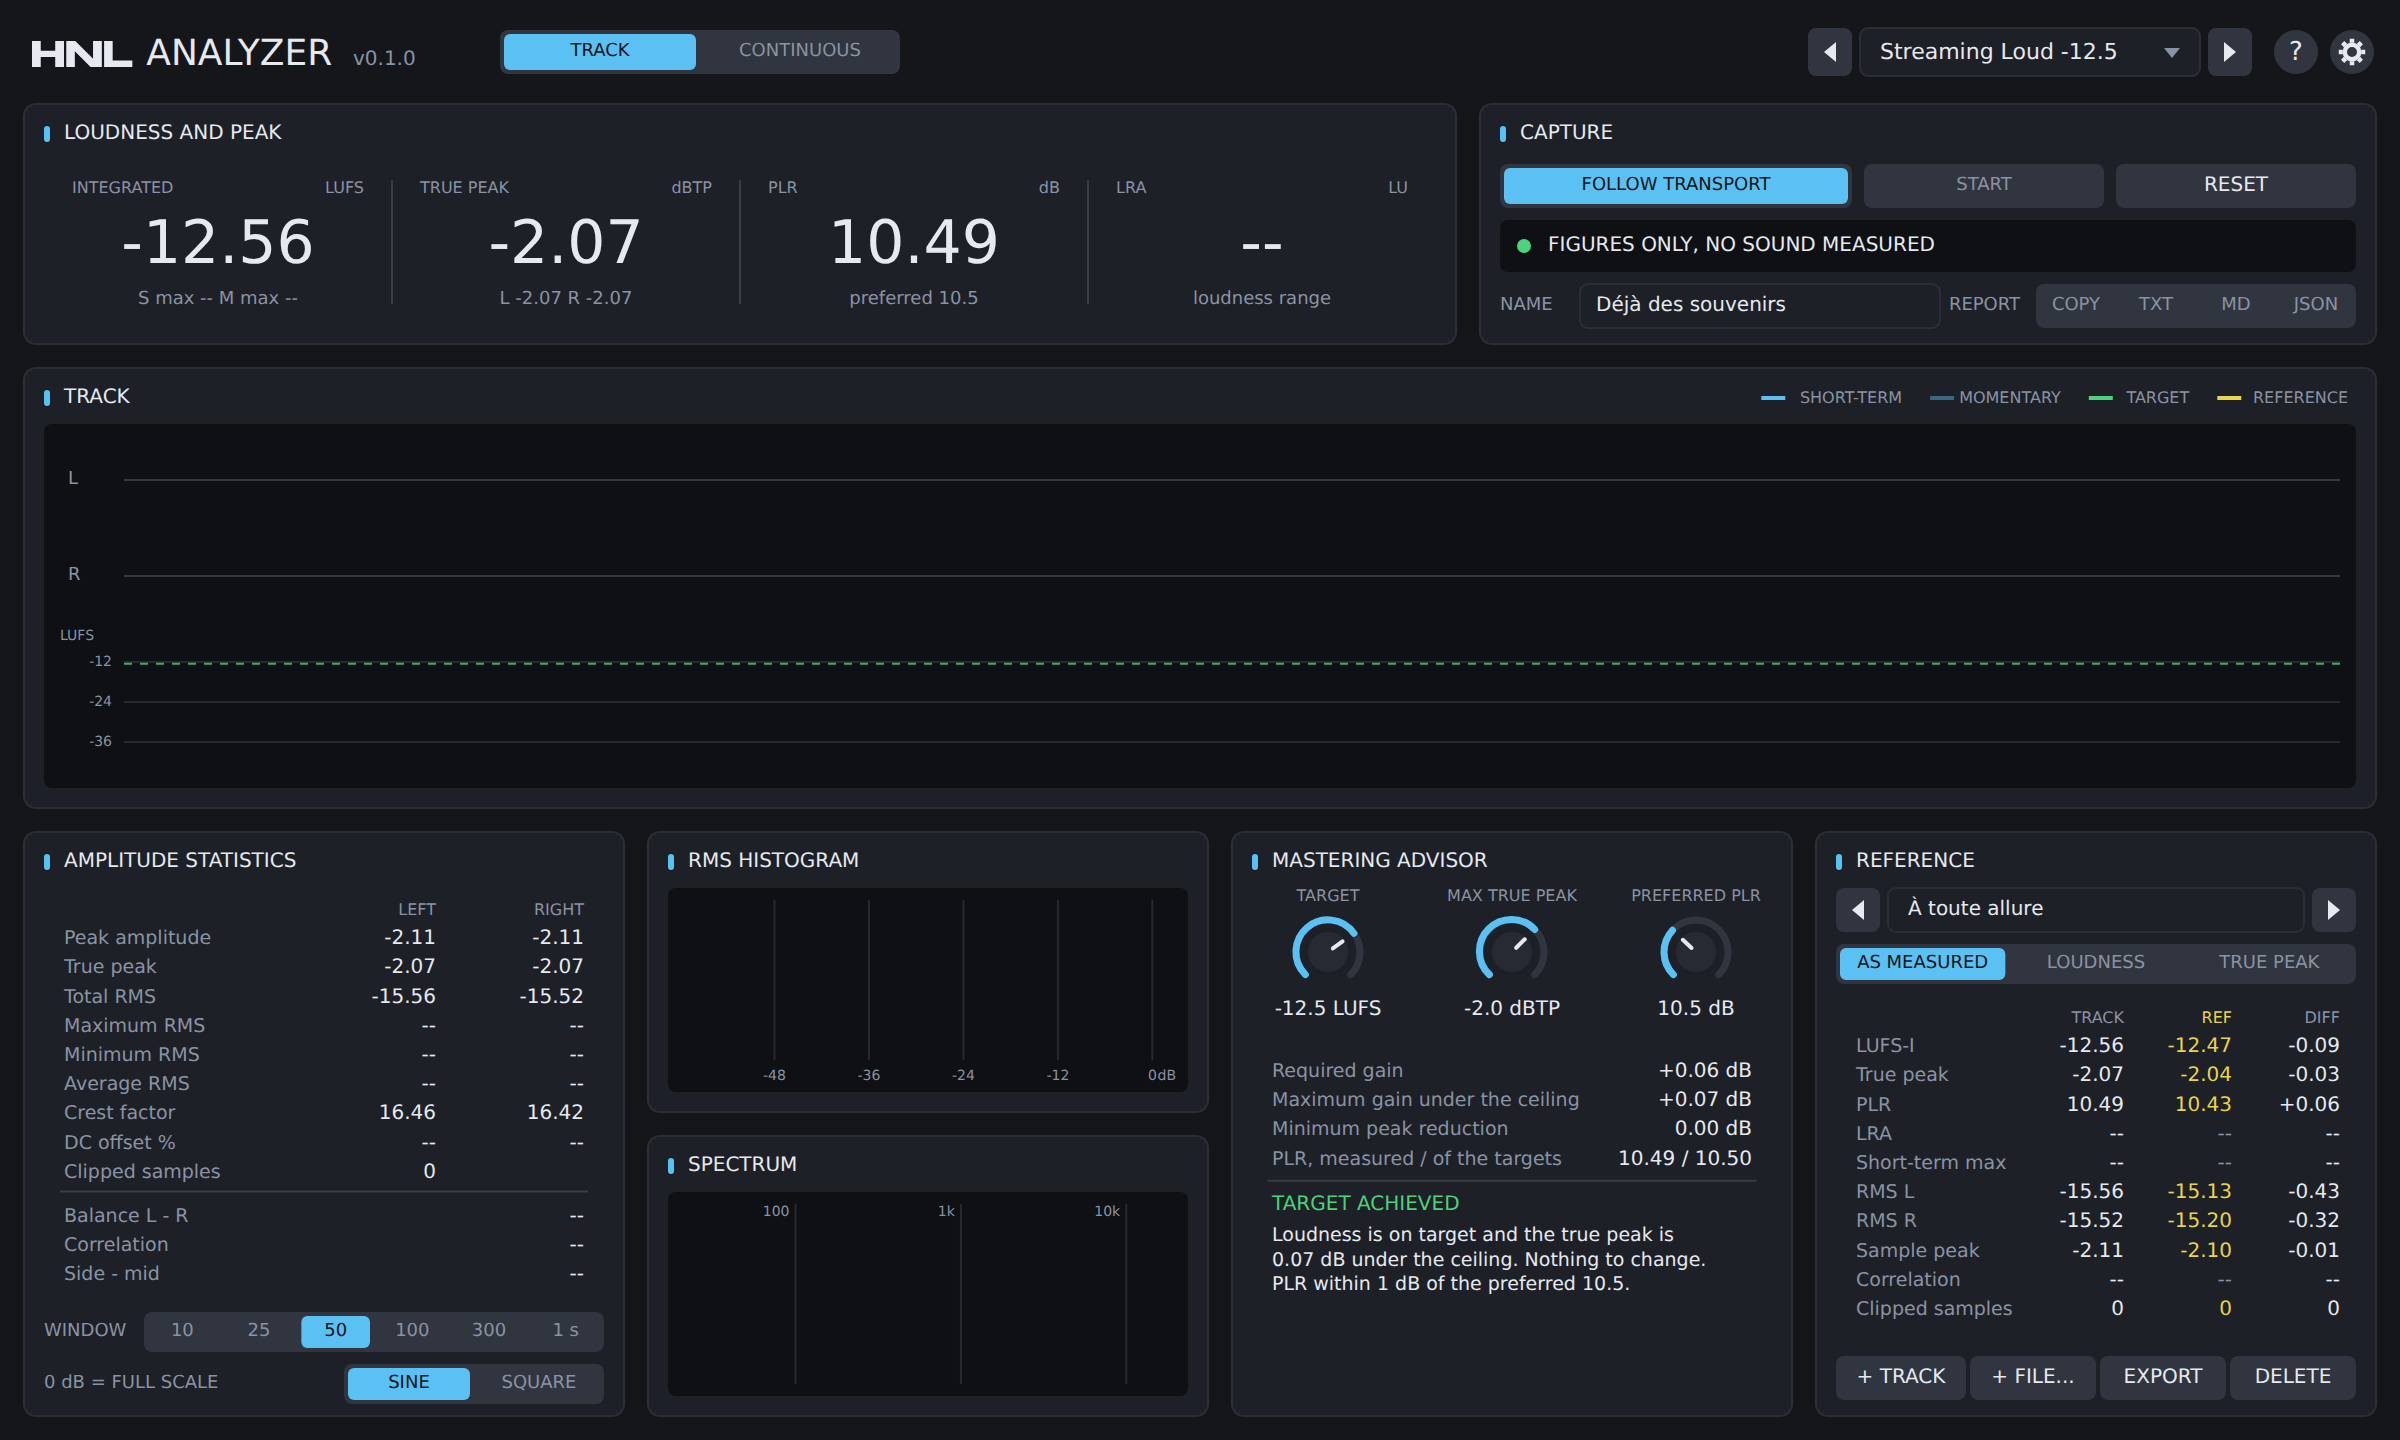 HNL ANALYZER v0.1.0
TRACK CONTINUOUS
Streaming Loud -12.5
?
LOUDNESS AND PEAK
INTEGRATED LUFS TRUE PEAK dBTP PLR dB LRA LU
-12.56 -2.07 10.49 --
S max -- M max -- L -2.07 R -2.07 preferred 10.5 loudness range
CAPTURE
FOLLOW TRANSPORT START RESET
FIGURES ONLY, NO SOUND MEASURED
NAME Déjà des souvenirs REPORT COPY TXT MD JSON
TRACK
SHORT-TERM MOMENTARY TARGET REFERENCE
L
R
LUFS
-12
-24
-36
AMPLITUDE STATISTICS
LEFT RIGHT
Peak amplitude -2.11 -2.11
True peak -2.07 -2.07
Total RMS -15.56 -15.52
Maximum RMS -- --
Minimum RMS -- --
Average RMS -- --
Crest factor 16.46 16.42
DC offset % -- --
Clipped samples 0
Balance L - R --
Correlation --
Side - mid --
WINDOW 10 25 50 100 300 1 s
0 dB = FULL SCALE SINE SQUARE
RMS HISTOGRAM
-48 -36 -24 -12 0dB
SPECTRUM
100 1k 10k
MASTERING ADVISOR
TARGET MAX TRUE PEAK PREFERRED PLR
-12.5 LUFS -2.0 dBTP 10.5 dB
Required gain +0.06 dB
Maximum gain under the ceiling +0.07 dB
Minimum peak reduction 0.00 dB
PLR, measured / of the targets 10.49 / 10.50
TARGET ACHIEVED
Loudness is on target and the true peak is
0.07 dB under the ceiling. Nothing to change.
PLR within 1 dB of the preferred 10.5.
REFERENCE
À toute allure
AS MEASURED LOUDNESS TRUE PEAK
TRACK REF DIFF
LUFS-I -12.56 -12.47 -0.09
True peak -2.07 -2.04 -0.03
PLR 10.49 10.43 +0.06
LRA -- -- --
Short-term max -- -- --
RMS L -15.56 -15.13 -0.43
RMS R -15.52 -15.20 -0.32
Sample peak -2.11 -2.10 -0.01
Correlation -- -- --
Clipped samples 0 0 0
+ TRACK + FILE... EXPORT DELETE